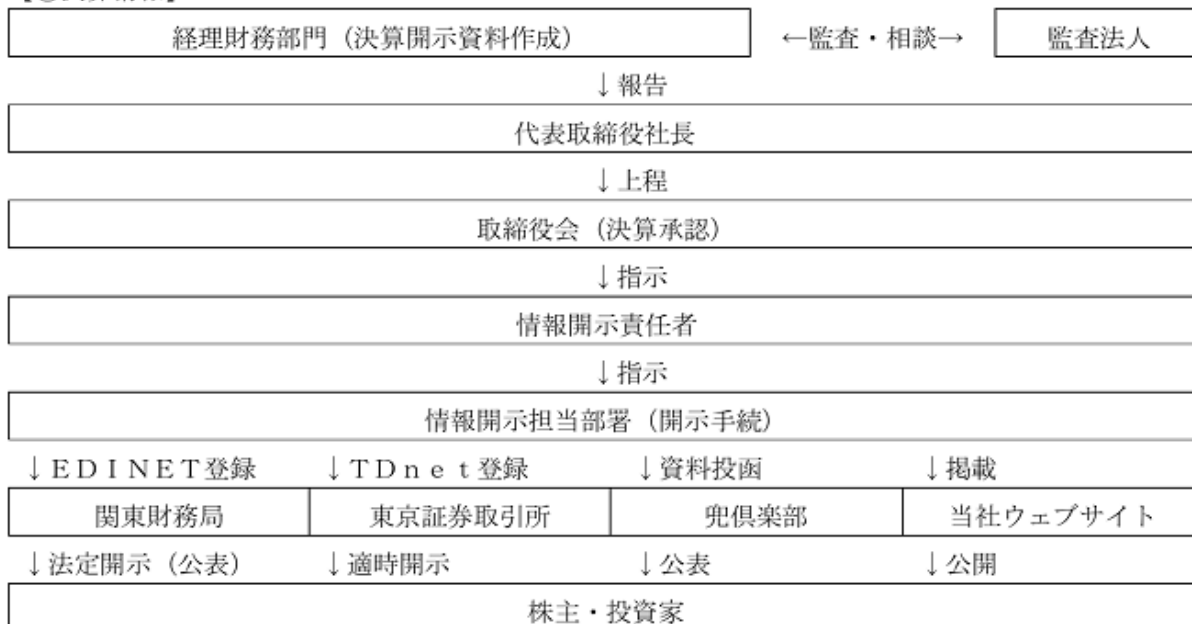 経理財務部門（決算開示資料作成） ←監査・相談→ 監査法人
↓報告
代表取締役社長
↓上程
取締役会（決算承認）
↓指示
情報開示責任者
↓指示
情報開示担当部署（開示手続）
↓ＥＤＩＮＥＴ登録 ↓ＴＤｎｅｔ登録 ↓資料投函 ↓掲載
関東財務局 東京証券取引所 兜倶楽部 当社ウェブサイト
↓法定開示（公表） ↓適時開示 ↓公表 ↓公開
株主・投資家